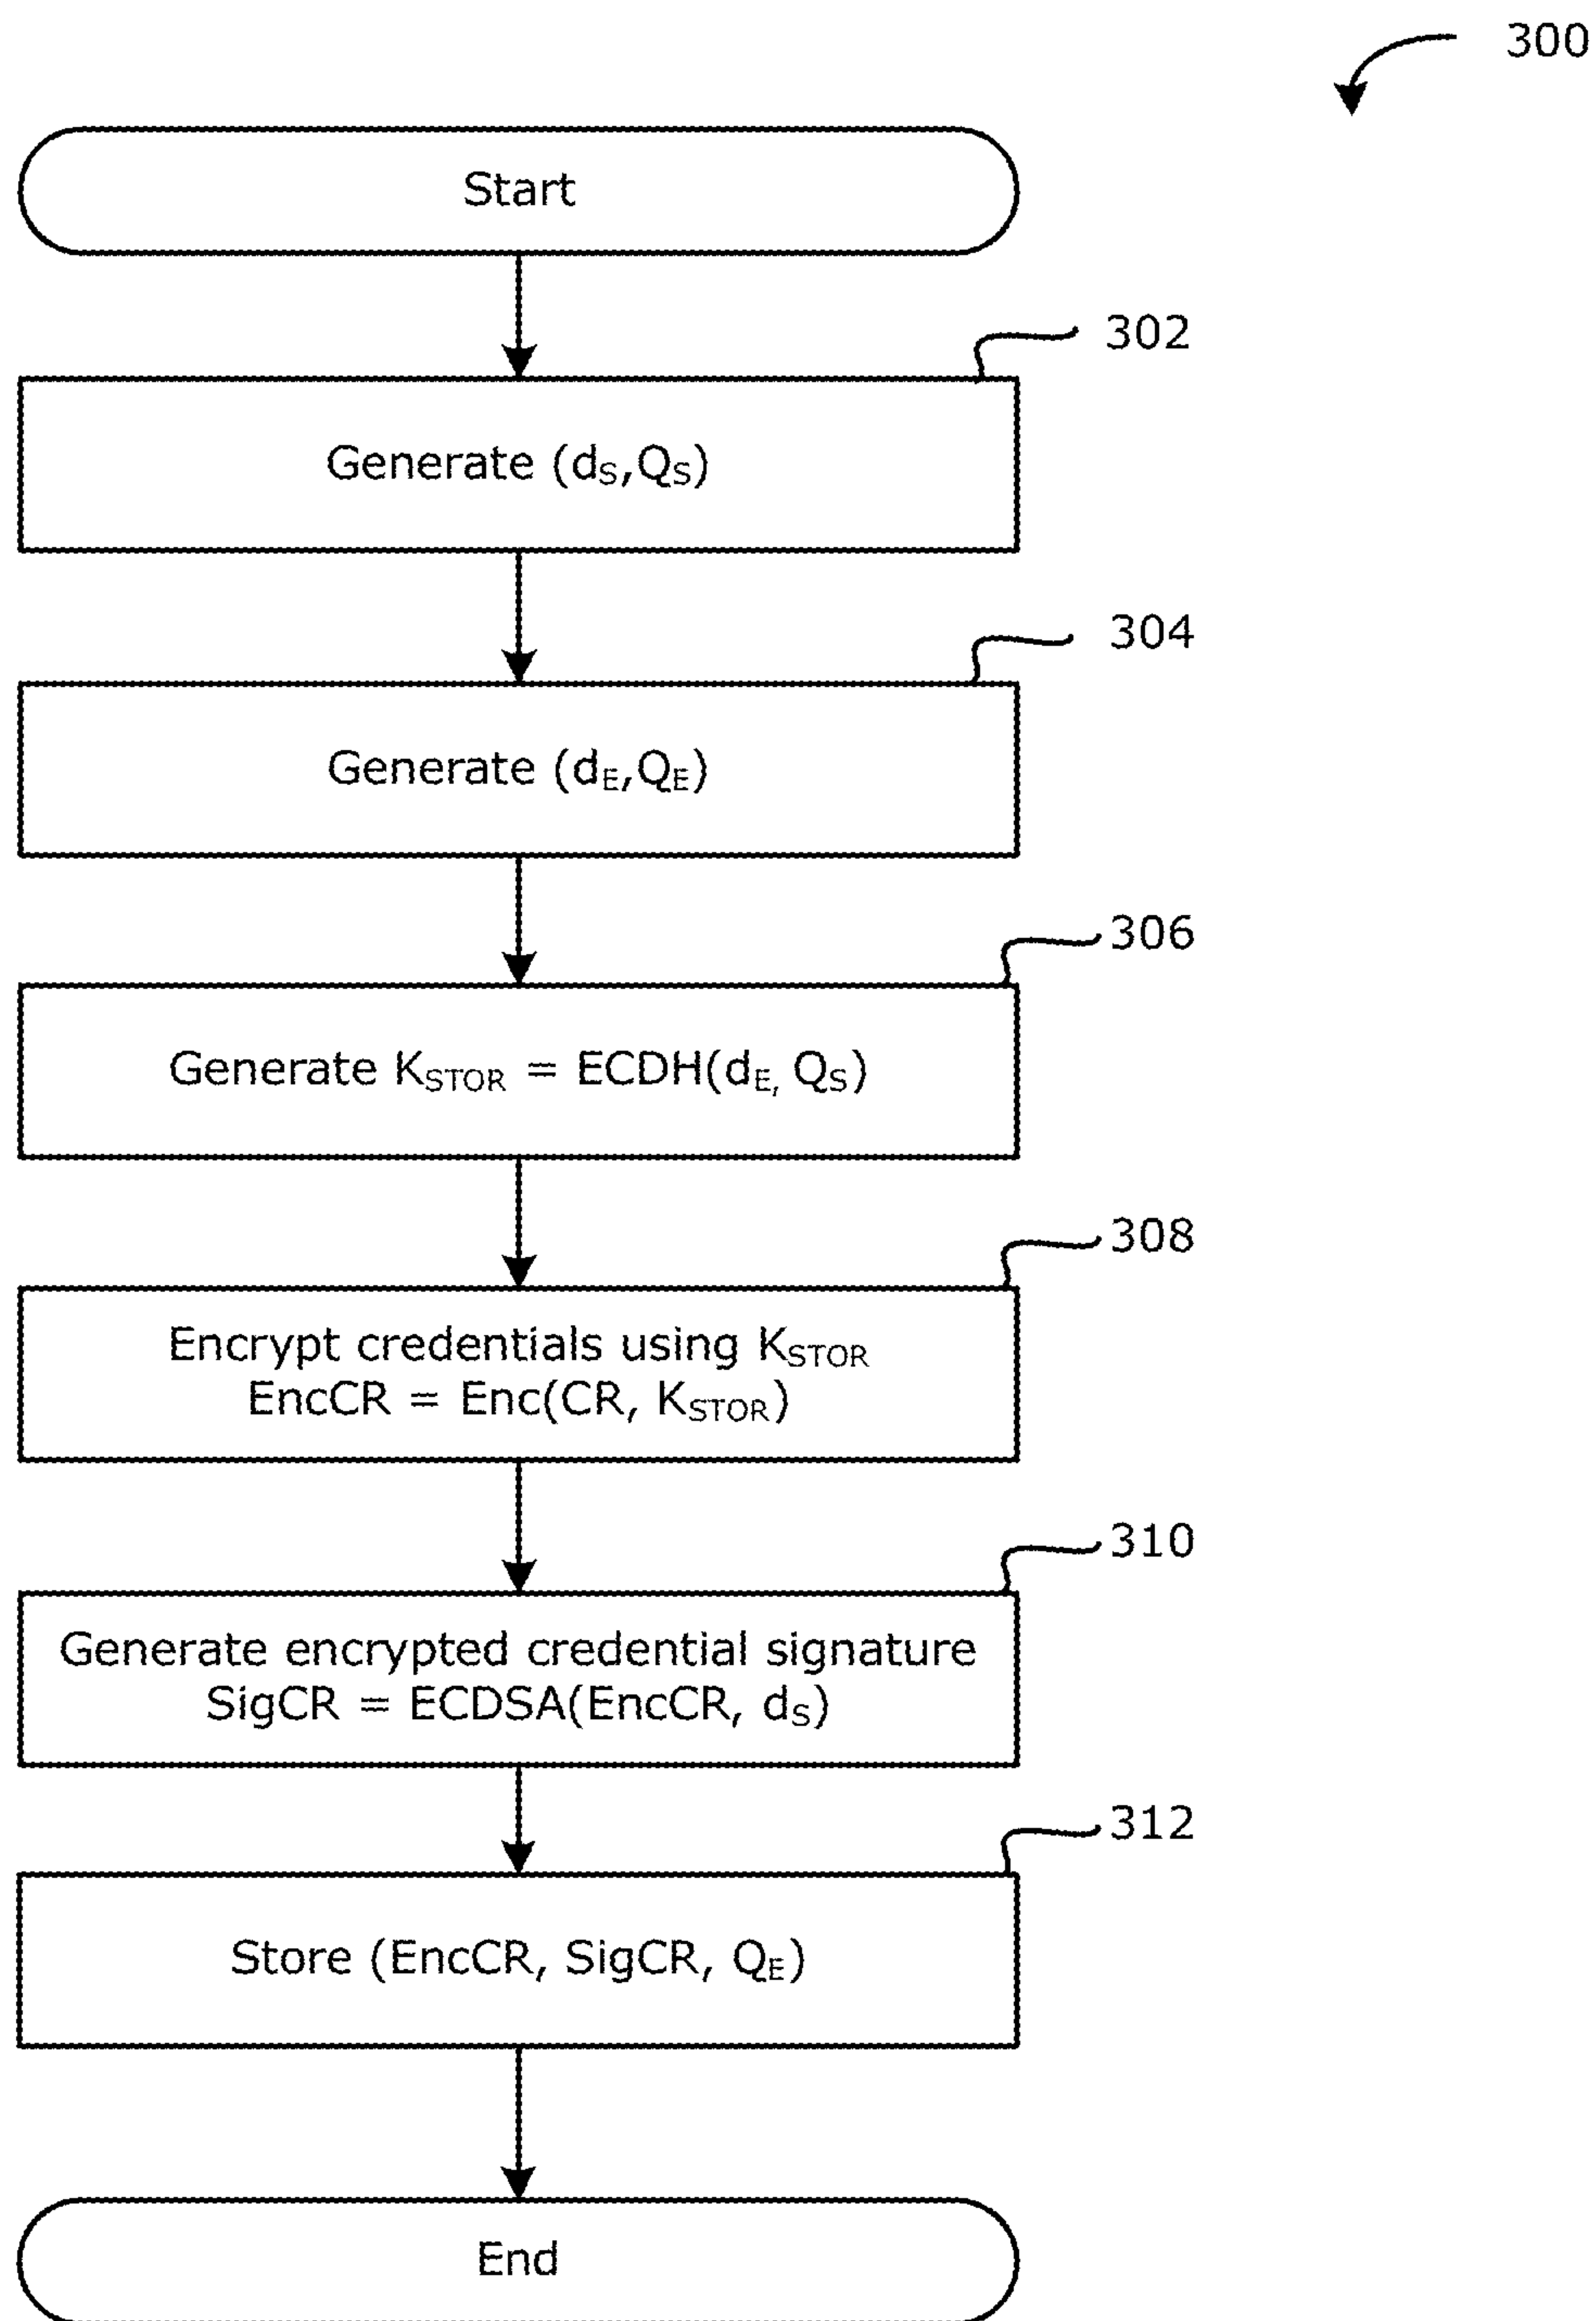 300
Start
302
Generate (dS,QS)
304
Generate (dE,QE)
306
Generate KSTOR = ECDH(dE, QS)
308
Encrypt credentials using KSTOR
EncCR = Enc(CR, KSTOR)
310
Generate encrypted credential signature
SigCR = ECDSA(EncCR, dS)
312
Store (EncCR, SigCR, QE)
End